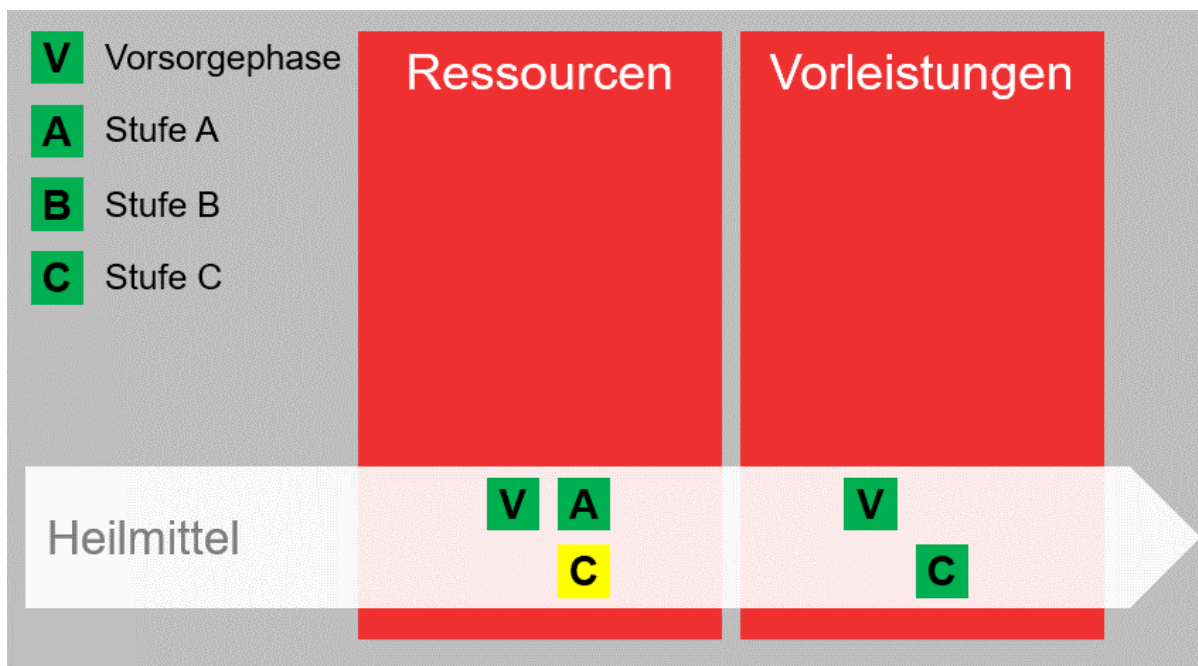 V Vorsorgephase
A Stufe A
B Stufe B
C Stufe C
Ressourcen
Vorleistungen
Heilmittel
V A
C
V
C